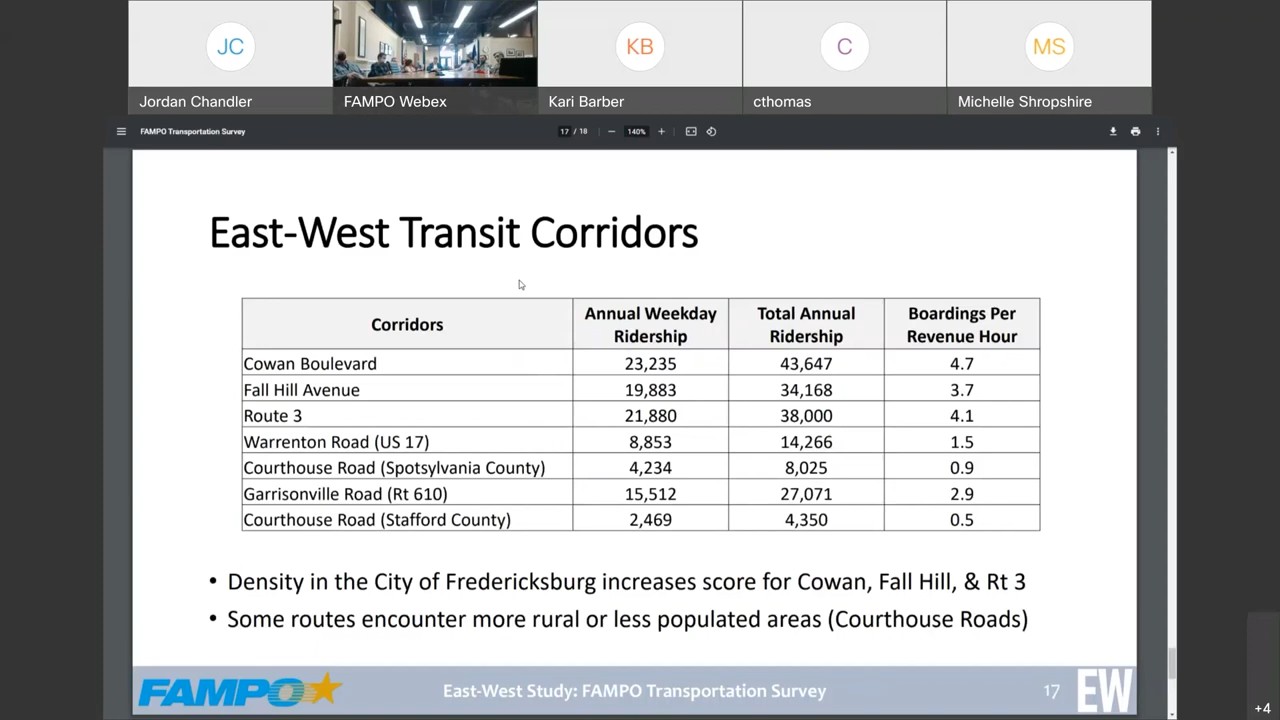 JC
KB
C
MS
Jordan Chandler
FAMPO Webex
Kari Barber
cthomas
Michelle Shropshire
FAMPO Transportation Survey
17 / 18
140%
East-West Transit Corridors
Corridors
Annual Weekday Ridership
Total Annual Ridership
Boardings Per Revenue Hour
Cowan Boulevard 23,235 43,647 4.7
Fall Hill Avenue 19,883 34,168 3.7
Route 3 21,880 38,000 4.1
Warrenton Road (US 17) 8,853 14,266 1.5
Courthouse Road (Spotsylvania County) 4,234 8,025 0.9
Garrisonville Road (Rt 610) 15,512 27,071 2.9
Courthouse Road (Stafford County) 2,469 4,350 0.5
• Density in the City of Fredericksburg increases score for Cowan, Fall Hill, & Rt 3
• Some routes encounter more rural or less populated areas (Courthouse Roads)
FAMPO
East-West Study: FAMPO Transportation Survey
17
EW
+4